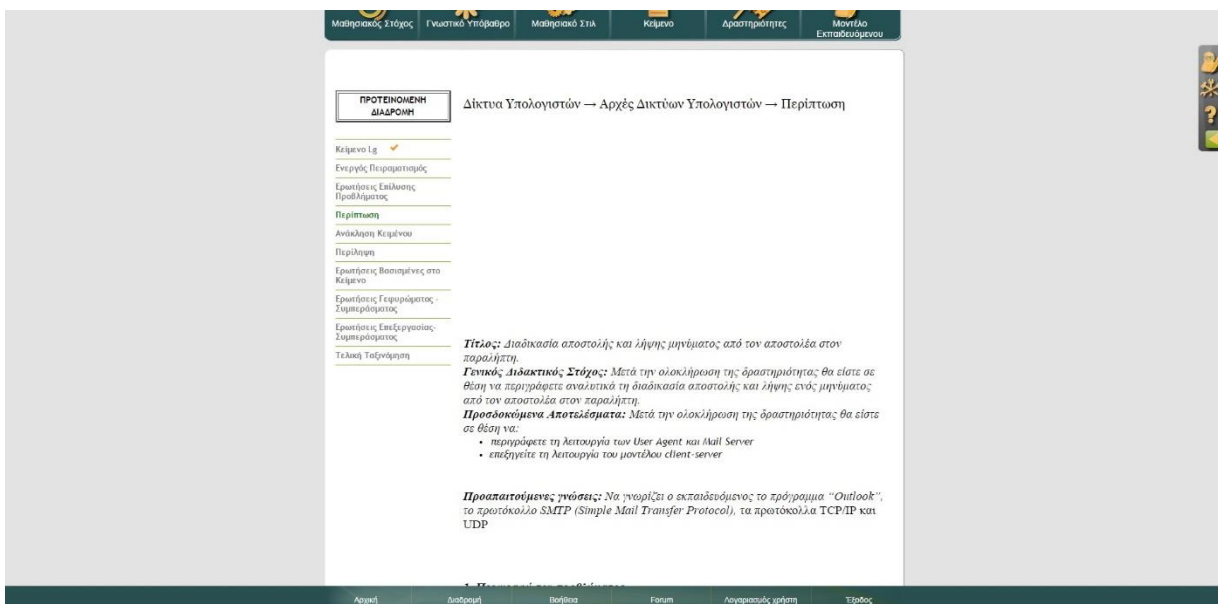 Μαθησιακός Στόχος Γνωστικό Υπόβαθρο Μαθησιακό Στιλ Κείμενο Δραστηριότητες Μοντέλο Εκπαιδευόμενου
ΠΡΟΤΕΙΝΟΜΕΝΗ
ΔΙΑΔΡΟΜΗ
Κείμενο Lg
Ενεργός Πειραματισμός
Ερωτήσεις Επίλυσης
Προβλήματος
Περίπτωση
Ανάκληση Κειμένου
Περίληψη
Ερωτήσεις Βασισμένες στο
Κείμενο
Ερωτήσεις Γεφυρώματος -
Συμπεράσματος
Ερωτήσεις Επεξεργασίας-
Συμπεράσματος
Τελική Ταξινόμηση
Δίκτυα Υπολογιστών → Αρχές Δικτύων Υπολογιστών → Περίπτωση
Τίτλος: Διαδικασία αποστολής και λήψης μηνύματος από τον αποστολέα στον
παραλήπτη.
Γενικός Διδακτικός Στόχος: Μετά την ολοκλήρωση της δραστηριότητας θα είστε σε
θέση να περιγράφετε αναλυτικά τη διαδικασία αποστολής και λήψης ενός μηνύματος
από τον αποστολέα στον παραλήπτη.
Προσδοκώμενα Αποτελέσματα: Μετά την ολοκλήρωση της δραστηριότητας θα είστε
σε θέση να:
• περιγράφετε τη λειτουργία των User Agent και Mail Server
• επεξηγείτε τη λειτουργία του μοντέλου client-server
Προαπαιτούμενες γνώσεις: Να γνωρίζει ο εκπαιδευόμενος το πρόγραμμα “Outlook”,
το πρωτόκολλο SMTP (Simple Mail Transfer Protocol), τα πρωτόκολλα TCP/IP και
UDP
Αρχική Διαδρομή Βοήθεια Forum Λογαριασμός χρήστη Έξοδος